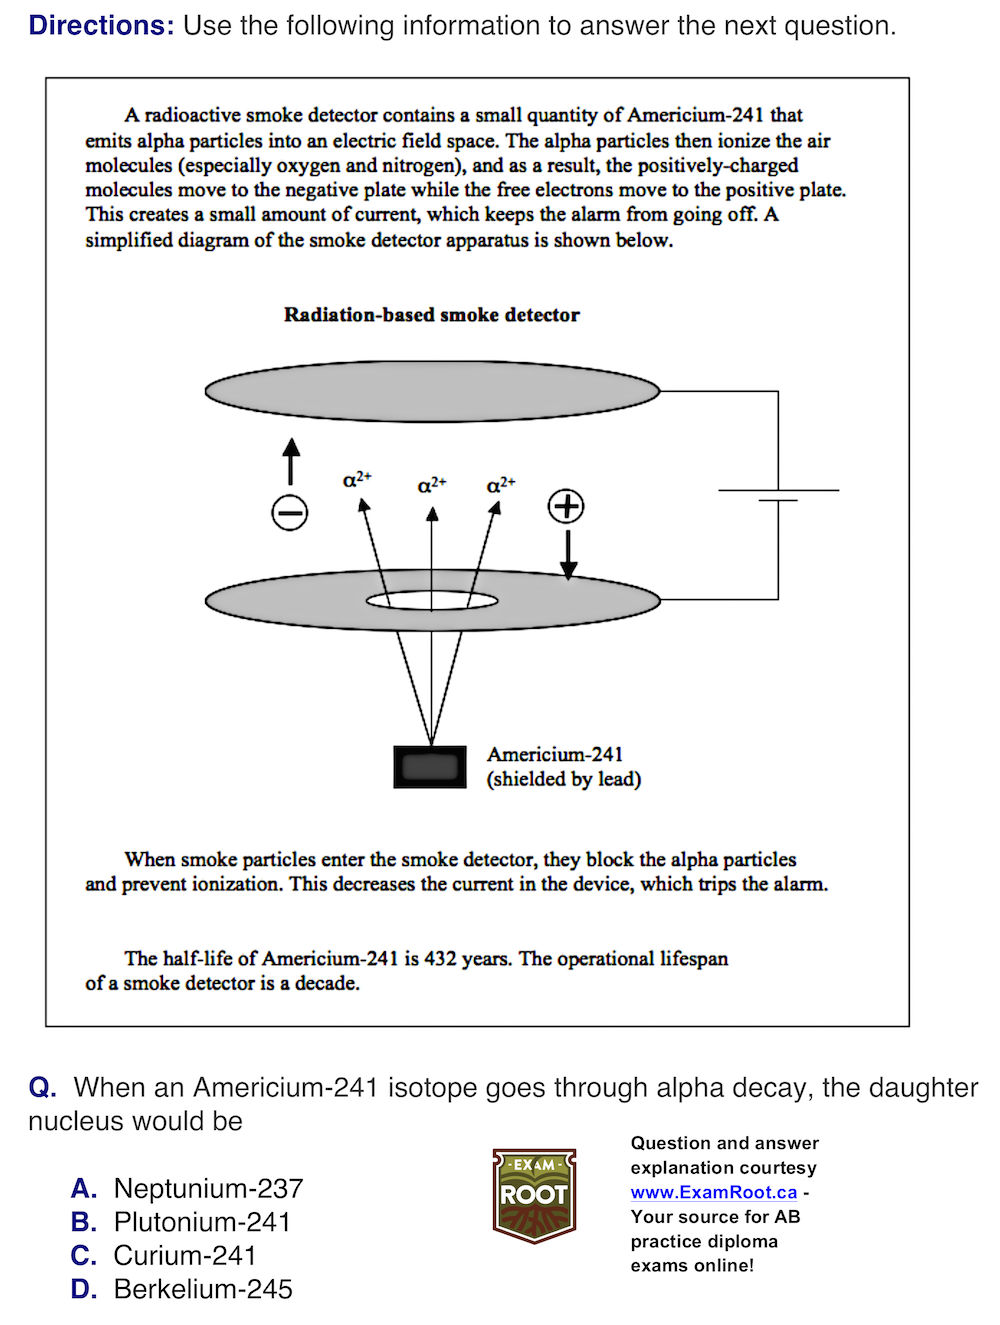 Directions: Use the following information to answer the next question.
A radioactive smoke detector contains a small quantity of Americium-241 that
emits alpha particles into an electric field space. The alpha particles then ionize the air
molecules (especially oxygen and nitrogen), and as a result, the positively-charged
molecules move to the negative plate while the free electrons move to the positive plate.
This creates a small amount of current, which keeps the alarm from going off. A
simplified diagram of the smoke detector apparatus is shown below.
Radiation-based smoke detector
α²⁺ α²⁺ α²⁺
− +
Americium-241
(shielded by lead)
When smoke particles enter the smoke detector, they block the alpha particles
and prevent ionization. This decreases the current in the device, which trips the alarm.
The half-life of Americium-241 is 432 years. The operational lifespan
of a smoke detector is a decade.
Q. When an Americium-241 isotope goes through alpha decay, the daughter
nucleus would be
A. Neptunium-237
B. Plutonium-241
C. Curium-241
D. Berkelium-245
-EXAM-
ROOT
Question and answer
explanation courtesy
www.ExamRoot.ca -
Your source for AB
practice diploma
exams online!